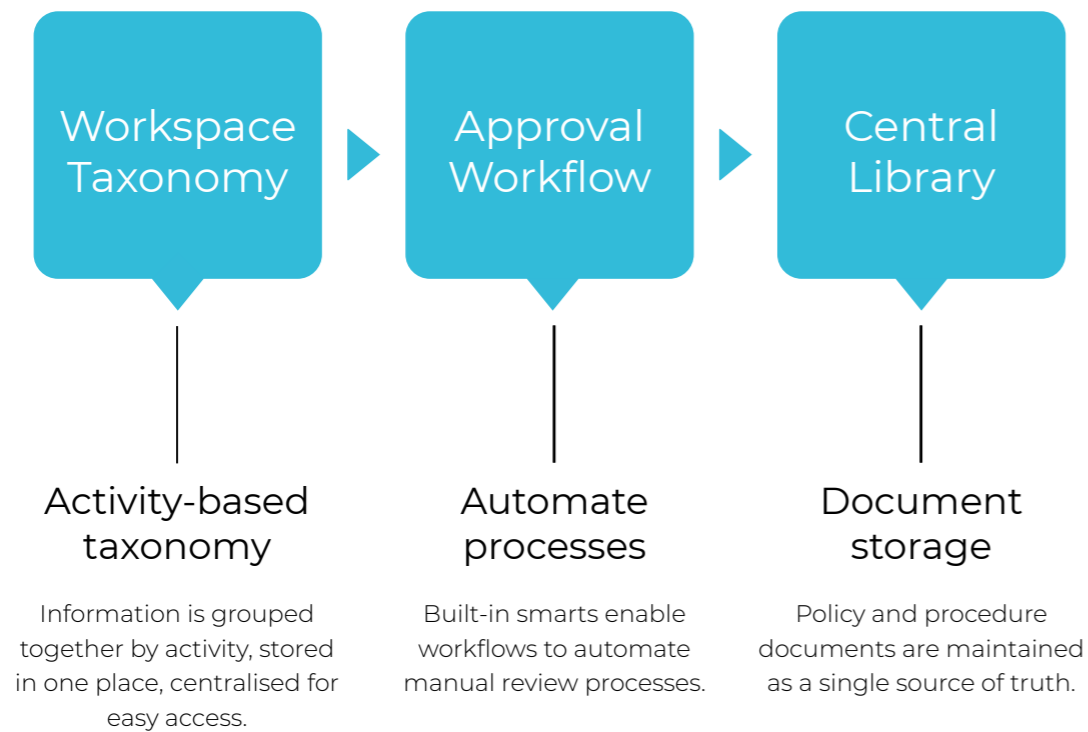 Workspace
Taxonomy
Approval
Workflow
Central
Library
Activity-based
taxonomy
Information is grouped
together by activity, stored
in one place, centralised for
easy access.
Automate
processes
Built-in smarts enable
workflows to automate
manual review processes.
Document
storage
Policy and procedure
documents are maintained
as a single source of truth.